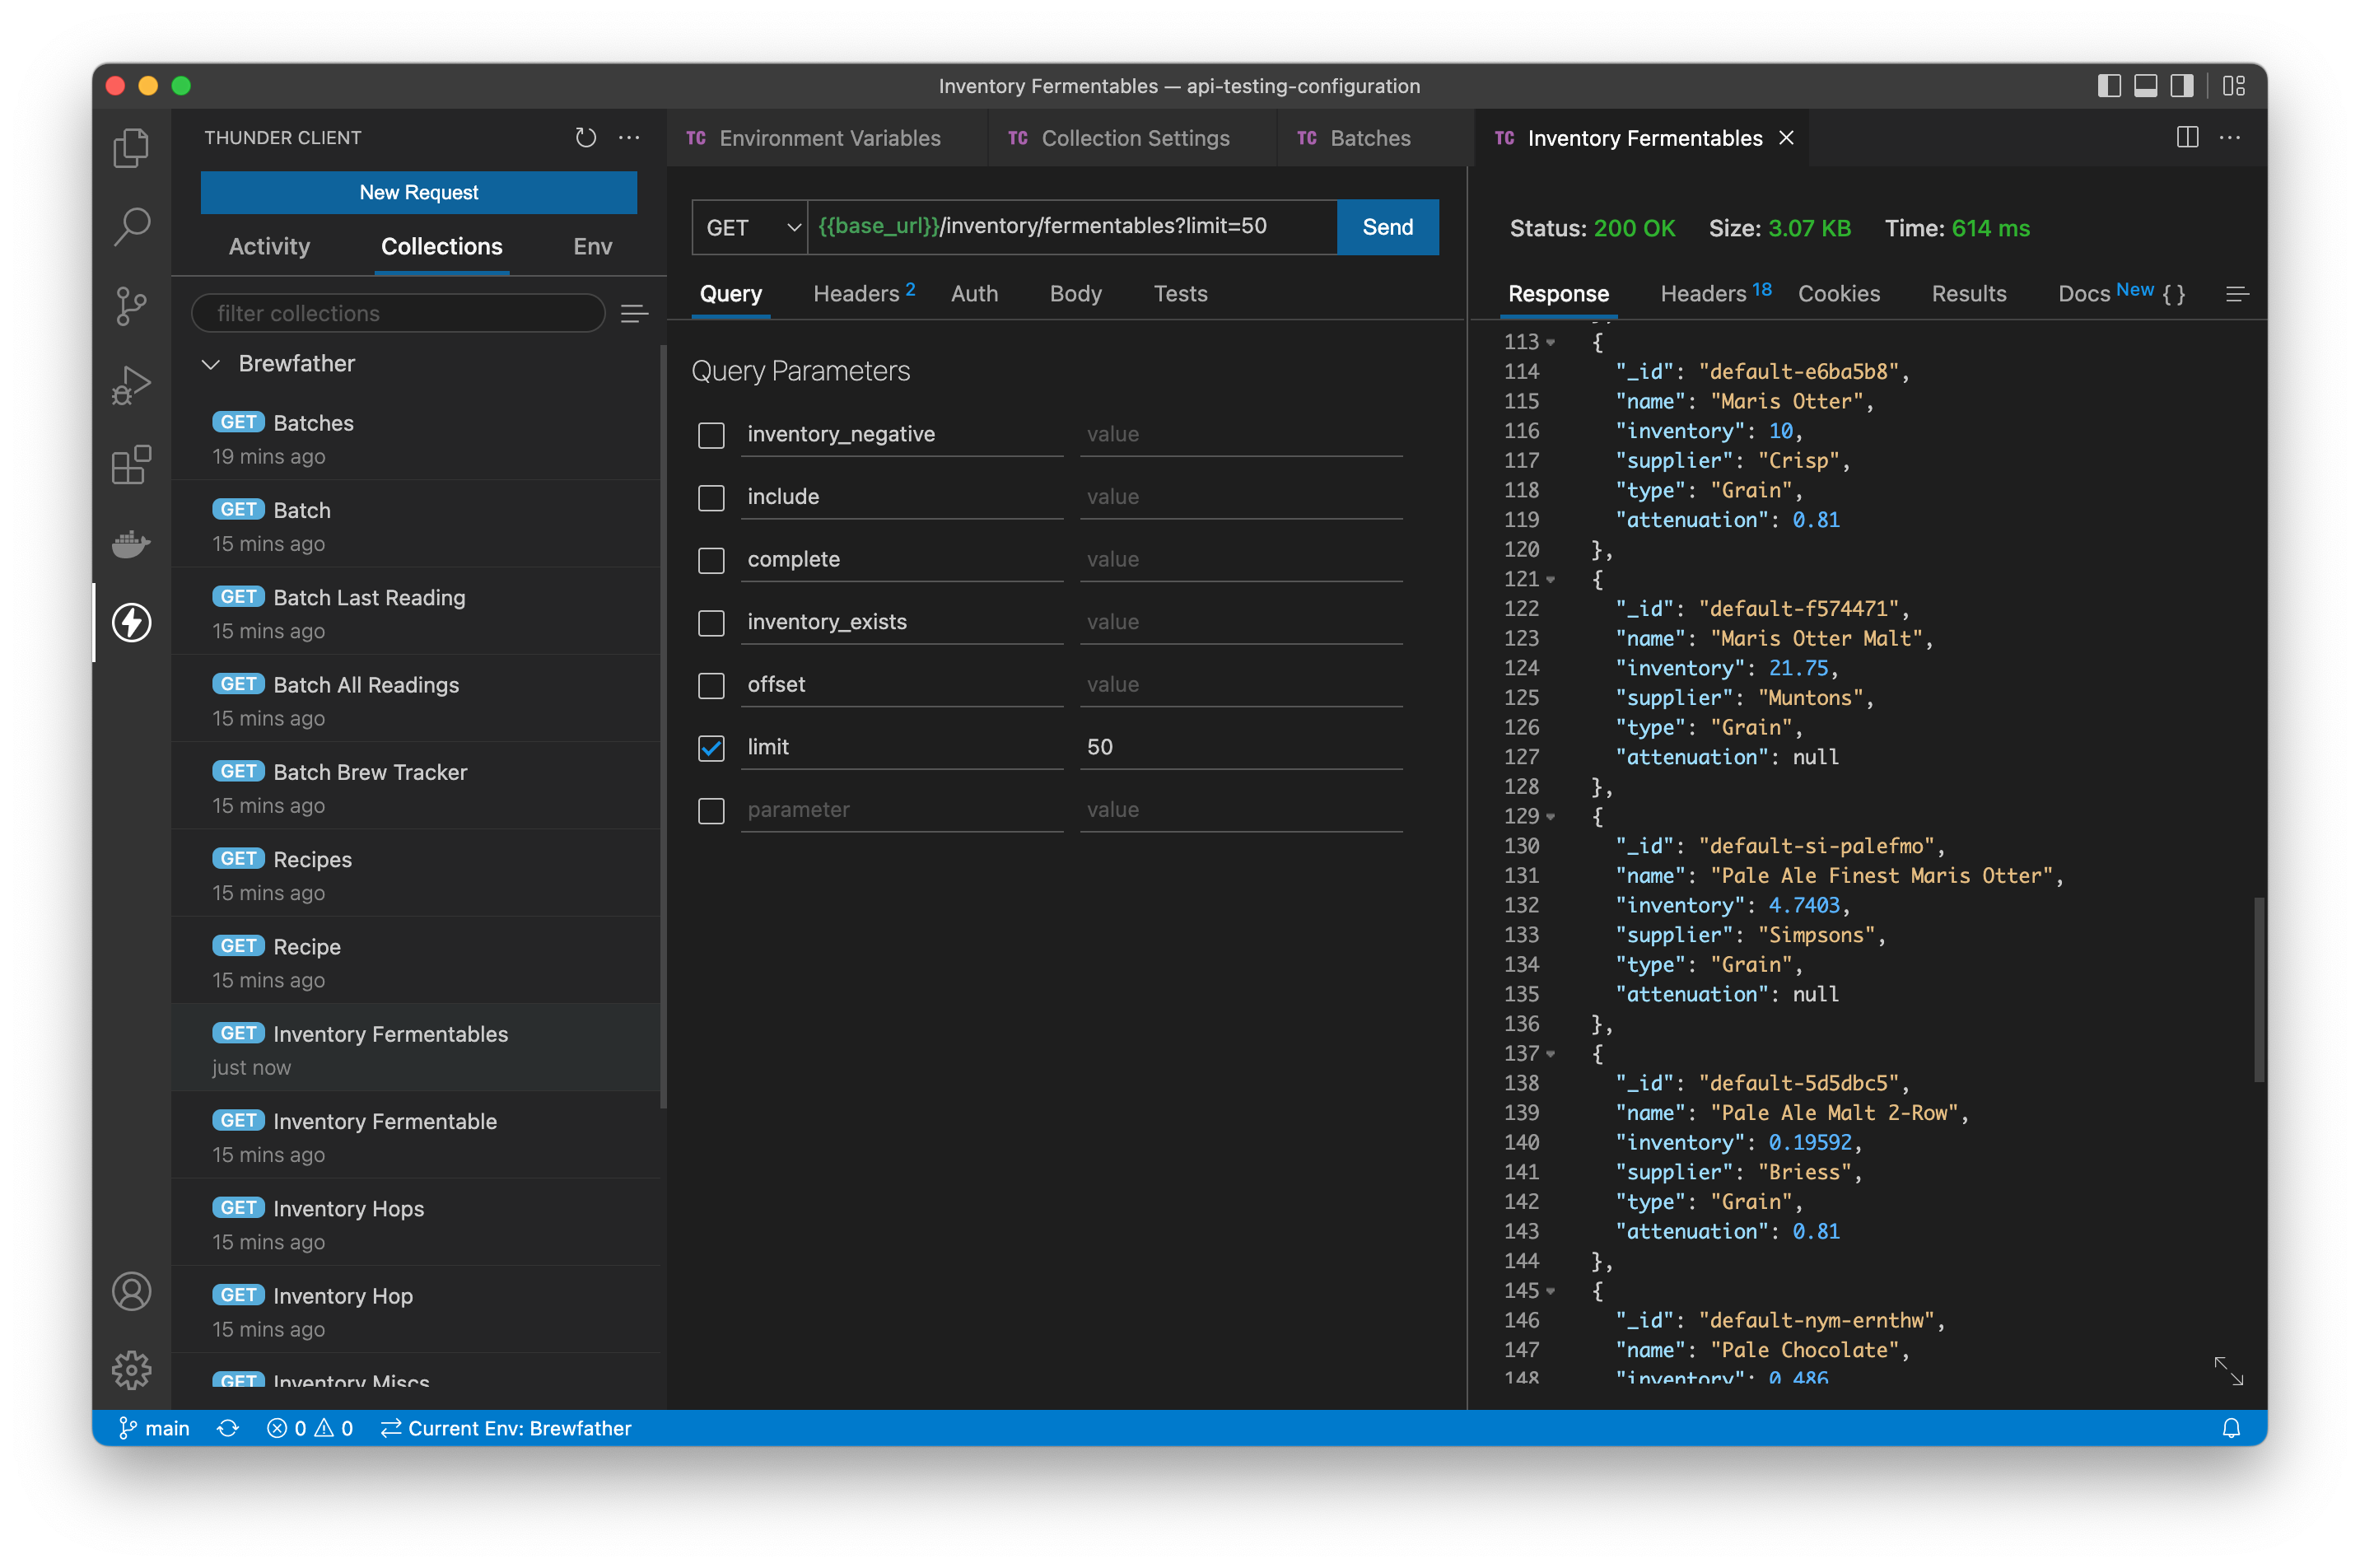 Inventory Fermentables — api-testing-configuration
THUNDER CLIENT
New Request
Activity Collections Env
filter collections
Brewfather
GET Batches
19 mins ago
GET Batch
15 mins ago
GET Batch Last Reading
15 mins ago
GET Batch All Readings
15 mins ago
GET Batch Brew Tracker
15 mins ago
GET Recipes
15 mins ago
GET Recipe
15 mins ago
GET Inventory Fermentables
just now
GET Inventory Fermentable
15 mins ago
GET Inventory Hops
15 mins ago
GET Inventory Hop
15 mins ago
GET Inventory Miscs
TC Environment Variables TC Collection Settings TC Batches TC Inventory Fermentables
GET {{base_url}}/inventory/fermentables?limit=50 Send
Query Headers 2 Auth Body Tests
Query Parameters
inventory_negative value
include value
complete value
inventory_exists value
offset value
limit 50
parameter value
Status: 200 OK Size: 3.07 KB Time: 614 ms
Response Headers 18 Cookies Results Docs New { }
113 {
114 "_id": "default-e6ba5b8",
115 "name": "Maris Otter",
116 "inventory": 10,
117 "supplier": "Crisp",
118 "type": "Grain",
119 "attenuation": 0.81
120 },
121 {
122 "_id": "default-f574471",
123 "name": "Maris Otter Malt",
124 "inventory": 21.75,
125 "supplier": "Muntons",
126 "type": "Grain",
127 "attenuation": null
128 },
129 {
130 "_id": "default-si-palefmo",
131 "name": "Pale Ale Finest Maris Otter",
132 "inventory": 4.7403,
133 "supplier": "Simpsons",
134 "type": "Grain",
135 "attenuation": null
136 },
137 {
138 "_id": "default-5d5dbc5",
139 "name": "Pale Ale Malt 2-Row",
140 "inventory": 0.19592,
141 "supplier": "Briess",
142 "type": "Grain",
143 "attenuation": 0.81
144 },
145 {
146 "_id": "default-nym-ernthw",
147 "name": "Pale Chocolate",
148 "inventory": 0.486
main 0 0 Current Env: Brewfather